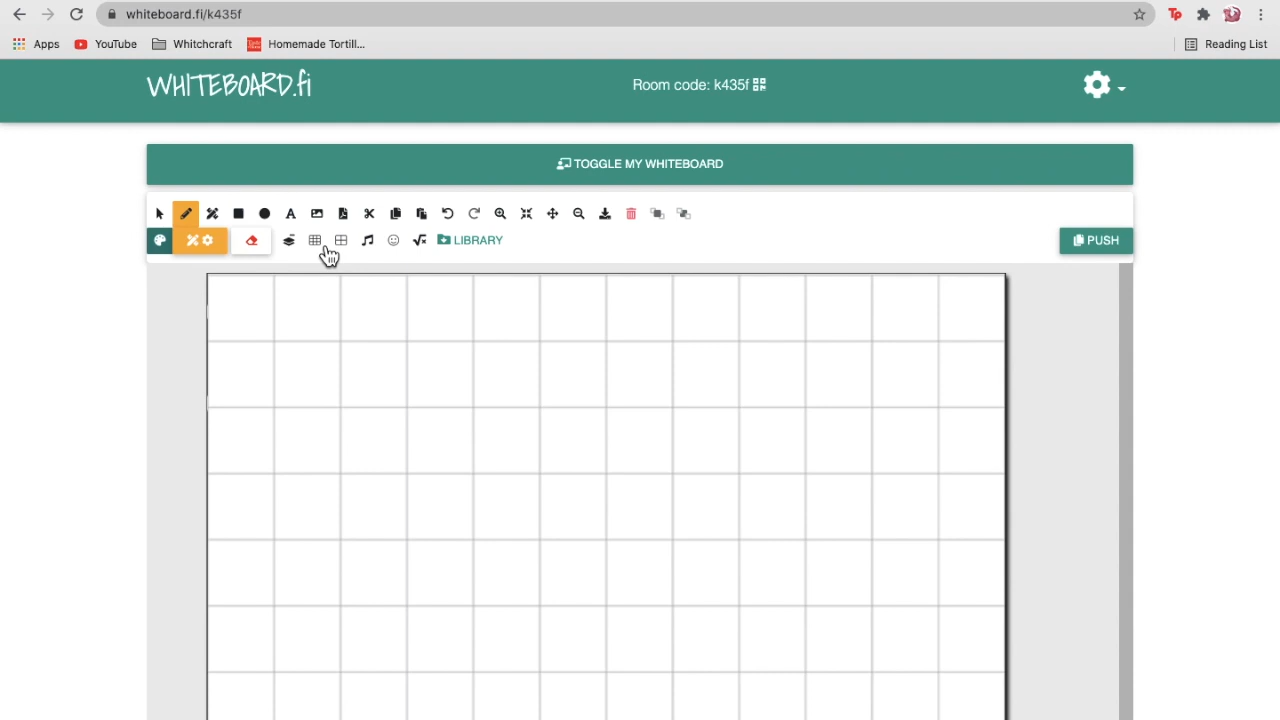 whiteboard.fi/k435f
Tp
Apps YouTube Whitchcraft Homemade Tortill... Reading List
WHITEBOARD.fi Room code: k435f
TOGGLE MY WHITEBOARD
A
LIBRARY PUSH